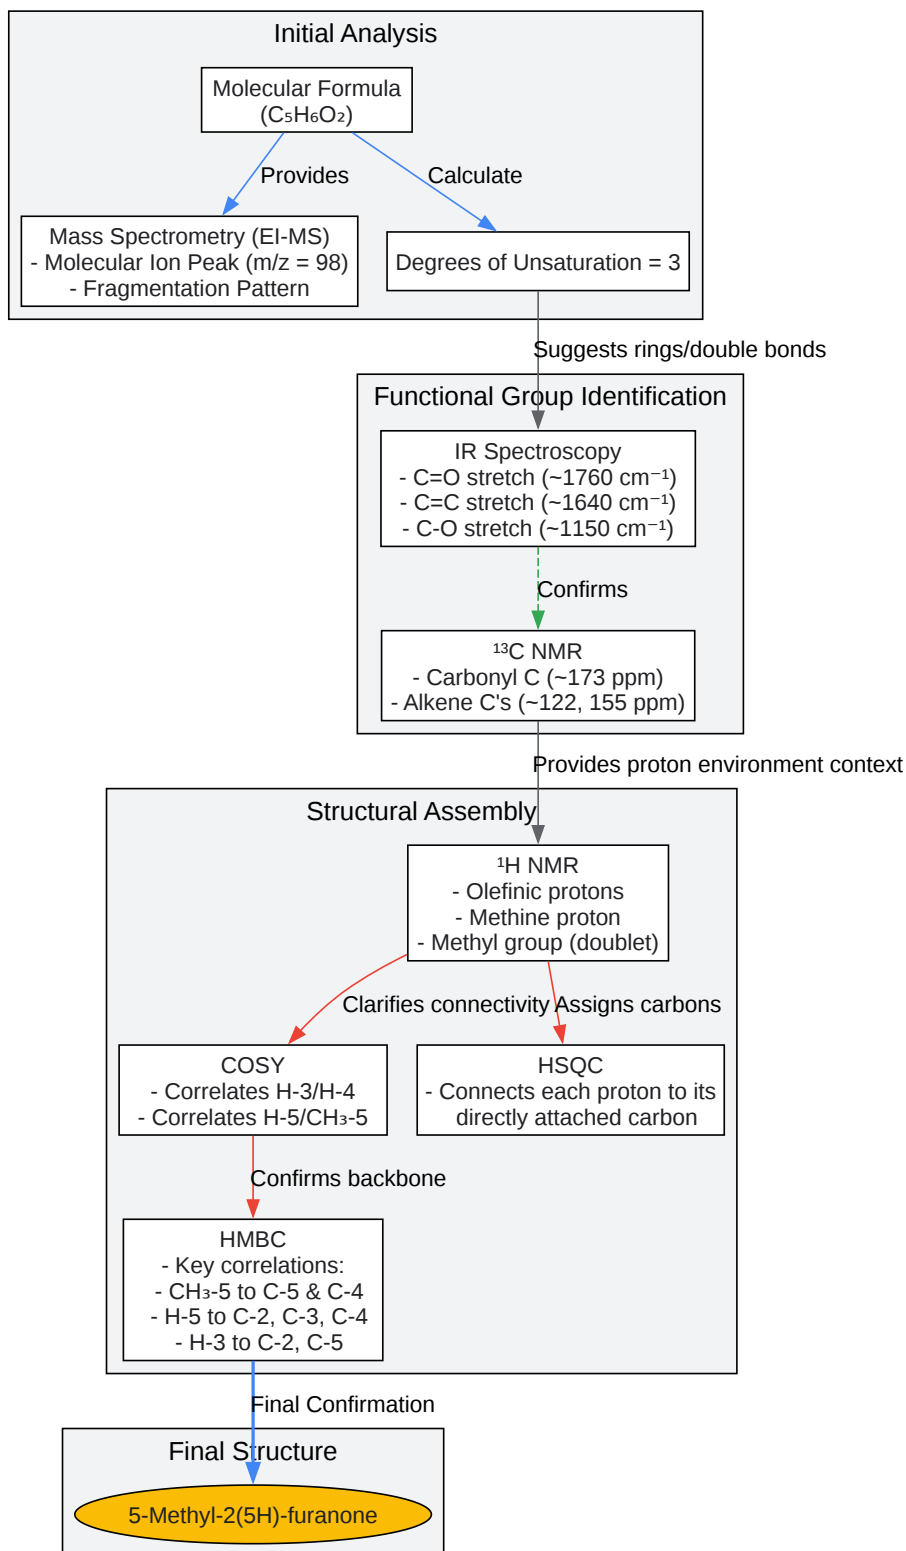 Initial Analysis
Molecular Formula
(C₅H₆O₂)
Provides
Calculate
Mass Spectrometry (EI-MS)
- Molecular Ion Peak (m/z = 98)
- Fragmentation Pattern
Degrees of Unsaturation = 3
Suggests rings/double bonds
Functional Group Identification
IR Spectroscopy
- C=O stretch (~1760 cm⁻¹)
- C=C stretch (~1640 cm⁻¹)
- C-O stretch (~1150 cm⁻¹)
Confirms
¹³C NMR
- Carbonyl C (~173 ppm)
- Alkene C's (~122, 155 ppm)
Provides proton environment context
Structural Assembly
¹H NMR
- Olefinic protons
- Methine proton
- Methyl group (doublet)
Clarifies connectivity
Assigns carbons
COSY
- Correlates H-3/H-4
- Correlates H-5/CH₃-5
HSQC
- Connects each proton to its
directly attached carbon
Confirms backbone
HMBC
- Key correlations:
- CH₃-5 to C-5 & C-4
- H-5 to C-2, C-3, C-4
- H-3 to C-2, C-5
Final Confirmation
Final Structure
5-Methyl-2(5H)-furanone